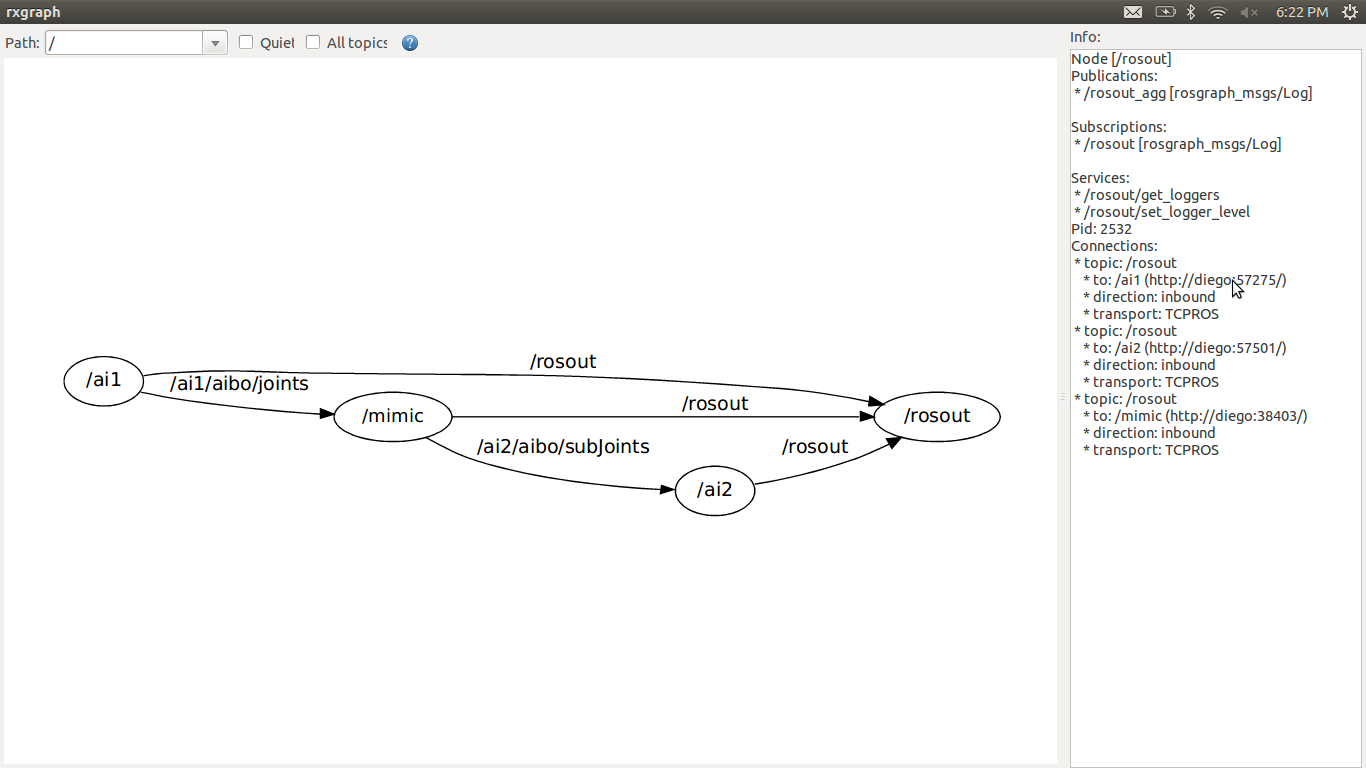 rxgraph
6:22 PM
Path: /
Quiet
All topics
?
/ai1
/ai1/aibo/joints
/rosout
/mimic
/rosout
/ai2/aibo/subJoints
/rosout
/ai2
/rosout
Info:
Node [/rosout]
Publications:
* /rosout_agg [rosgraph_msgs/Log]
Subscriptions:
* /rosout [rosgraph_msgs/Log]
Services:
* /rosout/get_loggers
* /rosout/set_logger_level
Pid: 2532
Connections:
* topic: /rosout
* to: /ai1 (http://diego:57275/)
* direction: inbound
* transport: TCPROS
* topic: /rosout
* to: /ai2 (http://diego:57501/)
* direction: inbound
* transport: TCPROS
* topic: /rosout
* to: /mimic (http://diego:38403/)
* direction: inbound
* transport: TCPROS